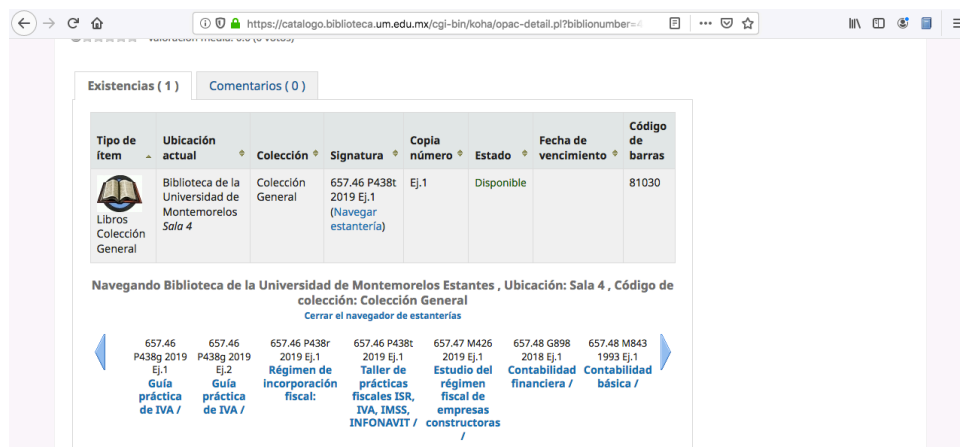 https://catalogo.biblioteca.um.edu.mx/cgi-bin/koha/opac-detail.pl?biblionumber=
valoración media: 0.0 (0 votos)
Existencias ( 1 )
Comentarios ( 0 )
Tipo de ítem
Ubicación actual
Colección
Signatura
Copia número
Estado
Fecha de vencimiento
Código de barras
Libros
Colección
General
Biblioteca de la
Universidad de
Montemorelos
Sala 4
Colección
General
657.46 P438t
2019 Ej.1
(Navegar
estantería)
Ej.1
Disponible
81030
Navegando Biblioteca de la Universidad de Montemorelos Estantes , Ubicación: Sala 4 , Código de
colección: Colección General
Cerrar el navegador de estanterías
657.46
P438g 2019
Ej.1
Guía
práctica
de IVA /
657.46
P438g 2019
Ej.2
Guía
práctica
de IVA /
657.46 P438r
2019 Ej.1
Régimen de
incorporación
fiscal:
657.46 P438t
2019 Ej.1
Taller de
prácticas
fiscales ISR,
IVA, IMSS,
INFONAVIT /
657.47 M426
2019 Ej.1
Estudio del
régimen
fiscal de
empresas
constructoras
/
657.48 G898
2018 Ej.1
Contabilidad
financiera /
657.48 M843
1993 Ej.1
Contabilidad
básica /